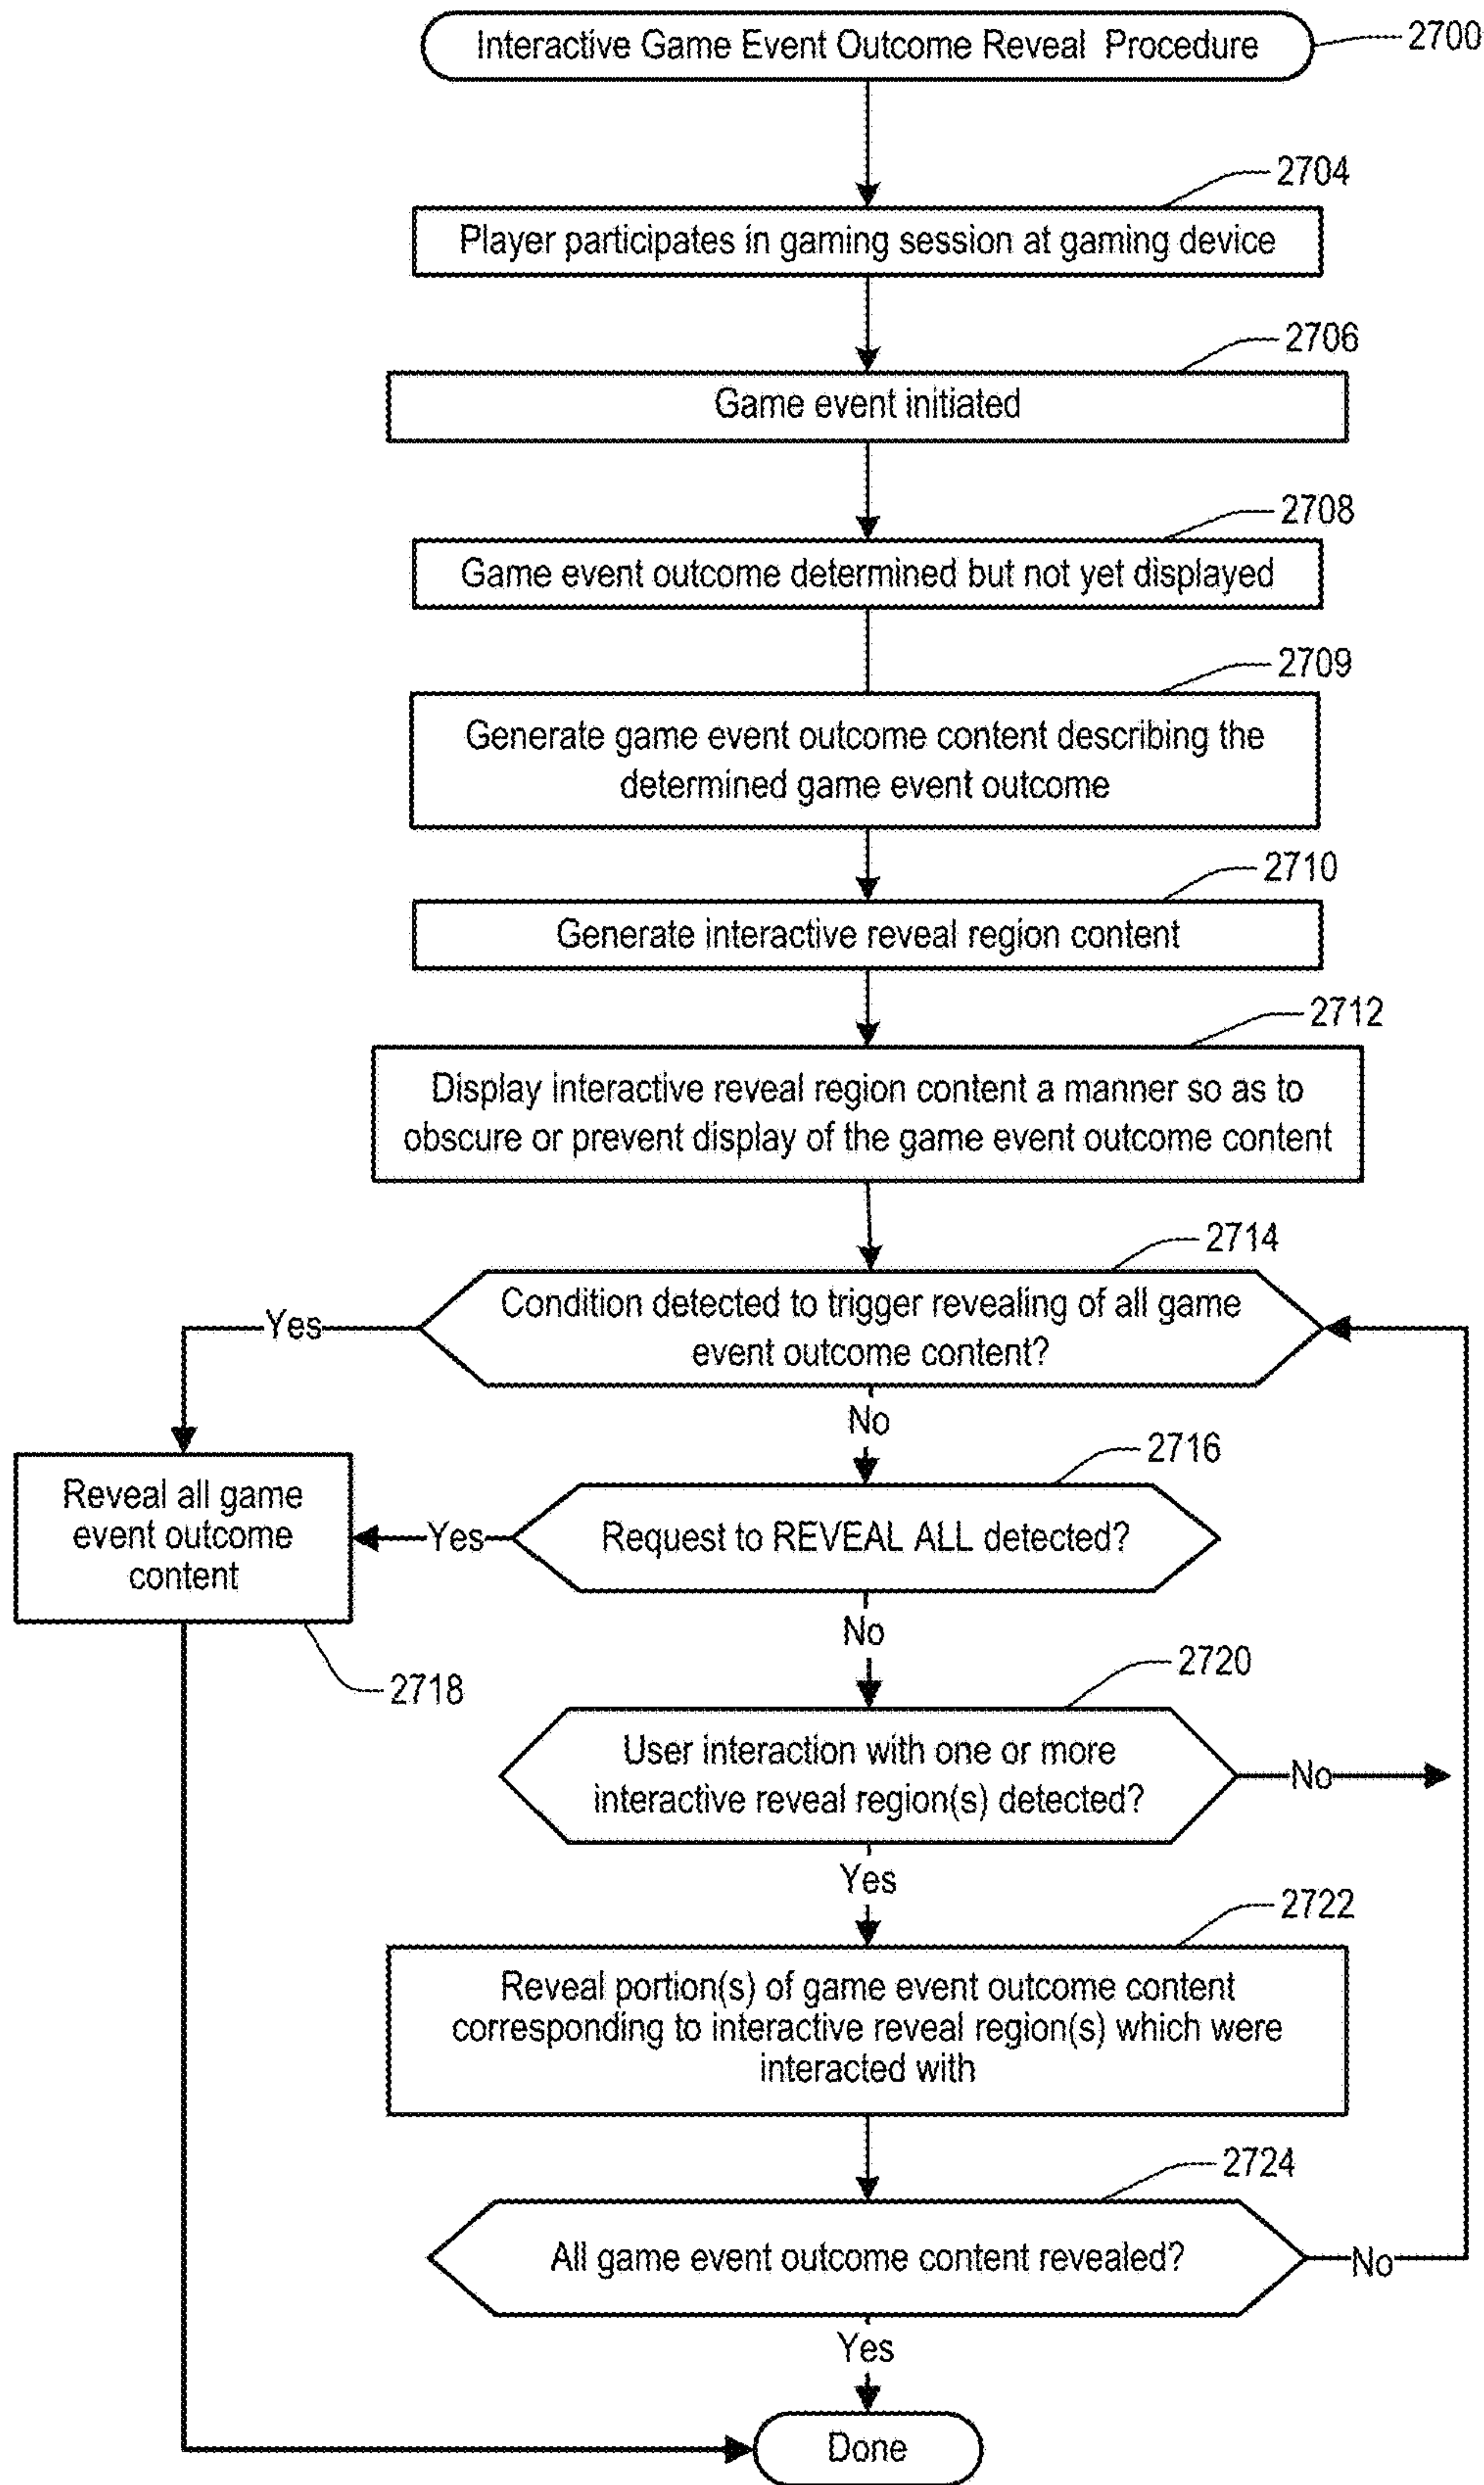 Interactive Game Event Outcome Reveal Procedure
2700
2704
Player participates in gaming session at gaming device
2706
Game event initiated
2708
Game event outcome determined but not yet displayed
2709
Generate game event outcome content describing the
determined game event outcome
2710
Generate interactive reveal region content
2712
Display interactive reveal region content a manner so as to
obscure or prevent display of the game event outcome content
2714
Condition detected to trigger revealing of all game
event outcome content?
Yes
No
2716
Reveal all game
event outcome
content
Yes
Request to REVEAL ALL detected?
No
2718
2720
User interaction with one or more
interactive reveal region(s) detected?
No
Yes
2722
Reveal portion(s) of game event outcome content
corresponding to interactive reveal region(s) which were
interacted with
2724
All game event outcome content revealed?
No
Yes
Done